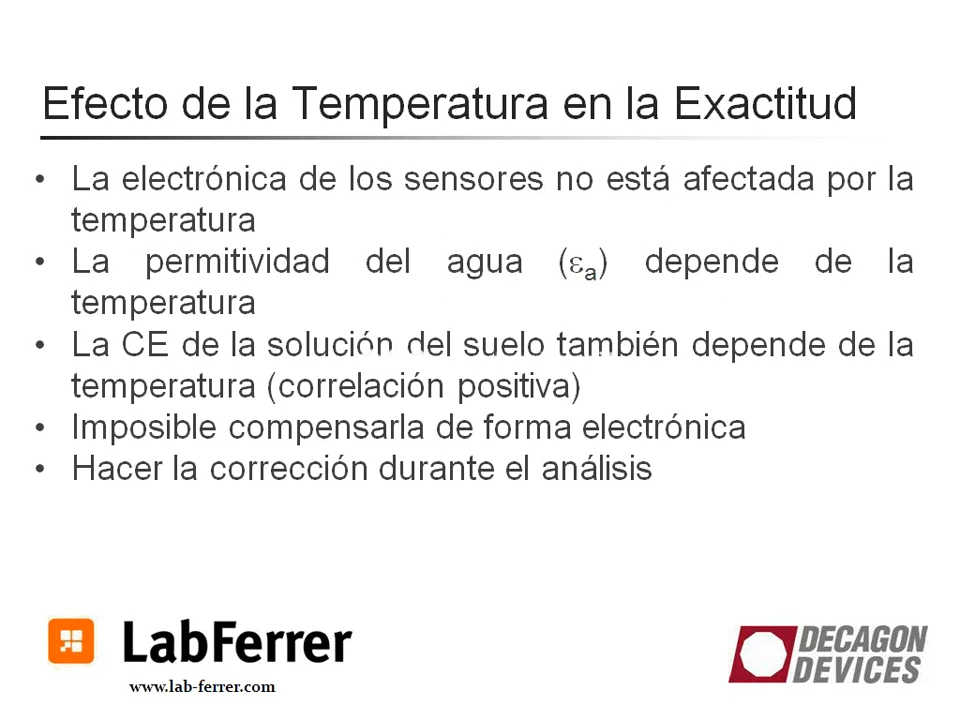 Efecto de la Temperatura en la Exactitud
• La electrónica de los sensores no está afectada por la
temperatura
• La permitividad del agua (εa) depende de la
temperatura
• La CE de la solución del suelo también depende de la
temperatura (correlación positiva)
• Imposible compensarla de forma electrónica
• Hacer la corrección durante el análisis
LabFerrer
www.lab-ferrer.com
DECAGON
DEVICES